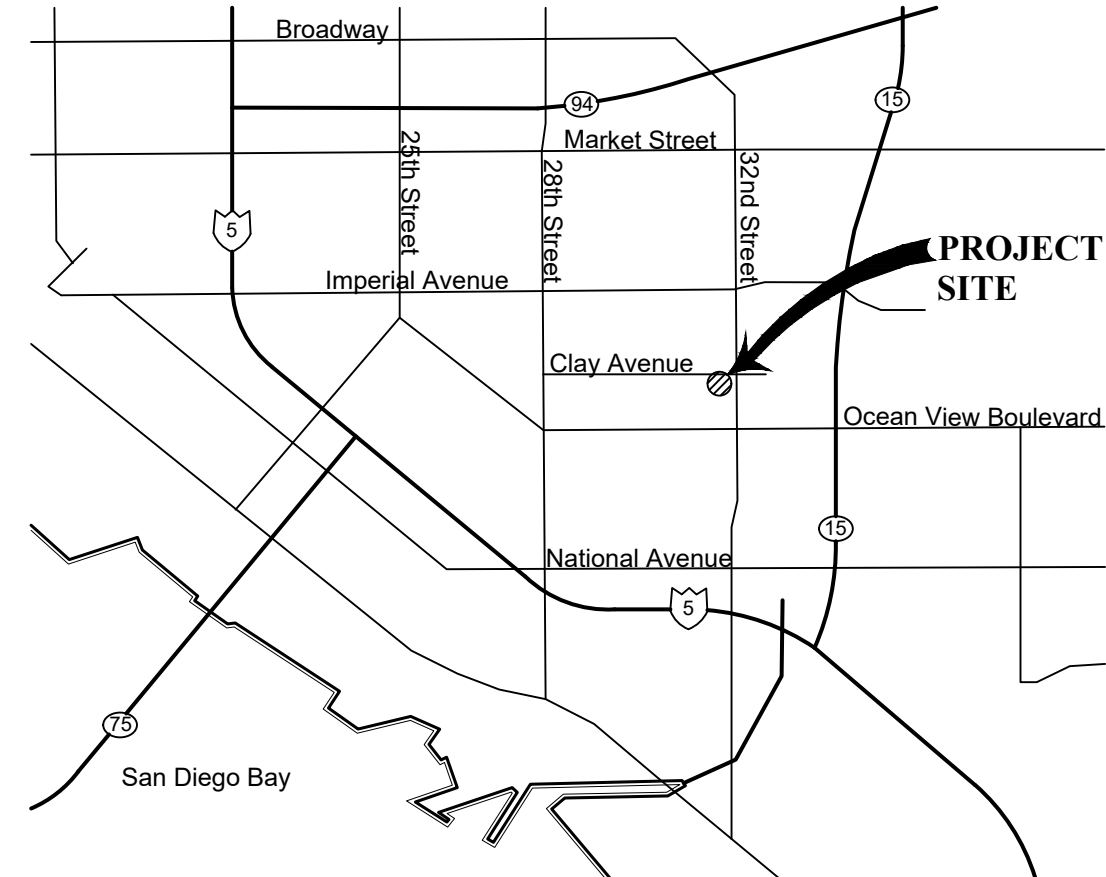 Broadway
94
15
Market Street
25th Street
28th Street
32nd Street
5
PROJECT
SITE
Imperial Avenue
Clay Avenue
Ocean View Boulevard
15
National Avenue
5
75
San Diego Bay